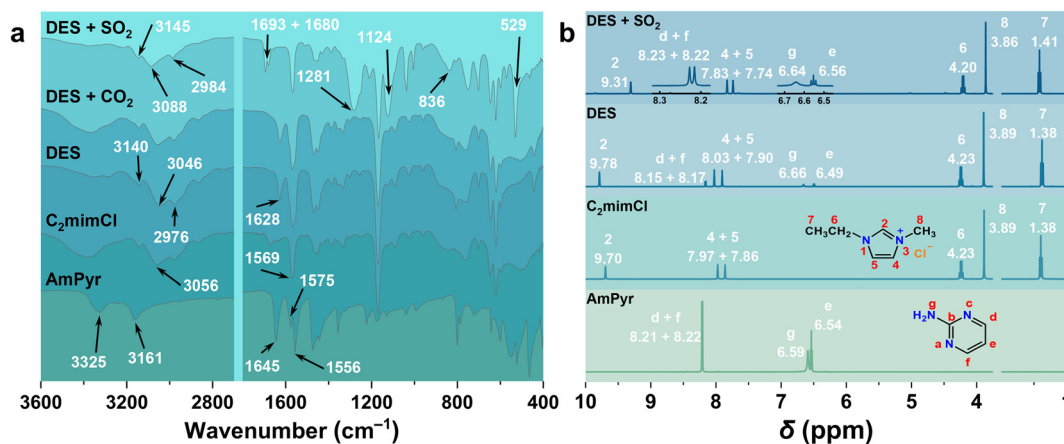 a
DES + SO₂
3145
1693 + 1680
1124
529
1281
836
3088
2984
DES + CO₂
DES
3140
3046
2976
1628
C₂mimCl
3056
1569
1575
AmPyr
3325
3161
1645
1556
3600
3200
2800
1600
1200
800
400
Wavenumber (cm⁻¹)
b
DES + SO₂
2
9.31
d + f
8.23 + 8.22
4 + 5
7.83 + 7.74
g
6.64
e
6.56
6
4.20
8
3.86
7
1.41
8.3
8.2
6.7
6.6
6.5
DES
2
9.78
d + f
8.15 + 8.17
4 + 5
8.03 + 7.90
g
6.66
e
6.49
6
4.23
8
3.89
7
1.38
C₂mimCl
2
9.70
4 + 5
7.97 + 7.86
6
4.23
8
3.89
7
1.38
7
6
8
CH₃CH₂
N
2
N
+
CH₃
1
3
Cl⁻
5
4
AmPyr
d + f
8.21 + 8.22
g
6.59
e
6.54
g
H₂N
b
N
c
d
a
N
e
f
10
9
8
7
6
5
4
1
δ (ppm)